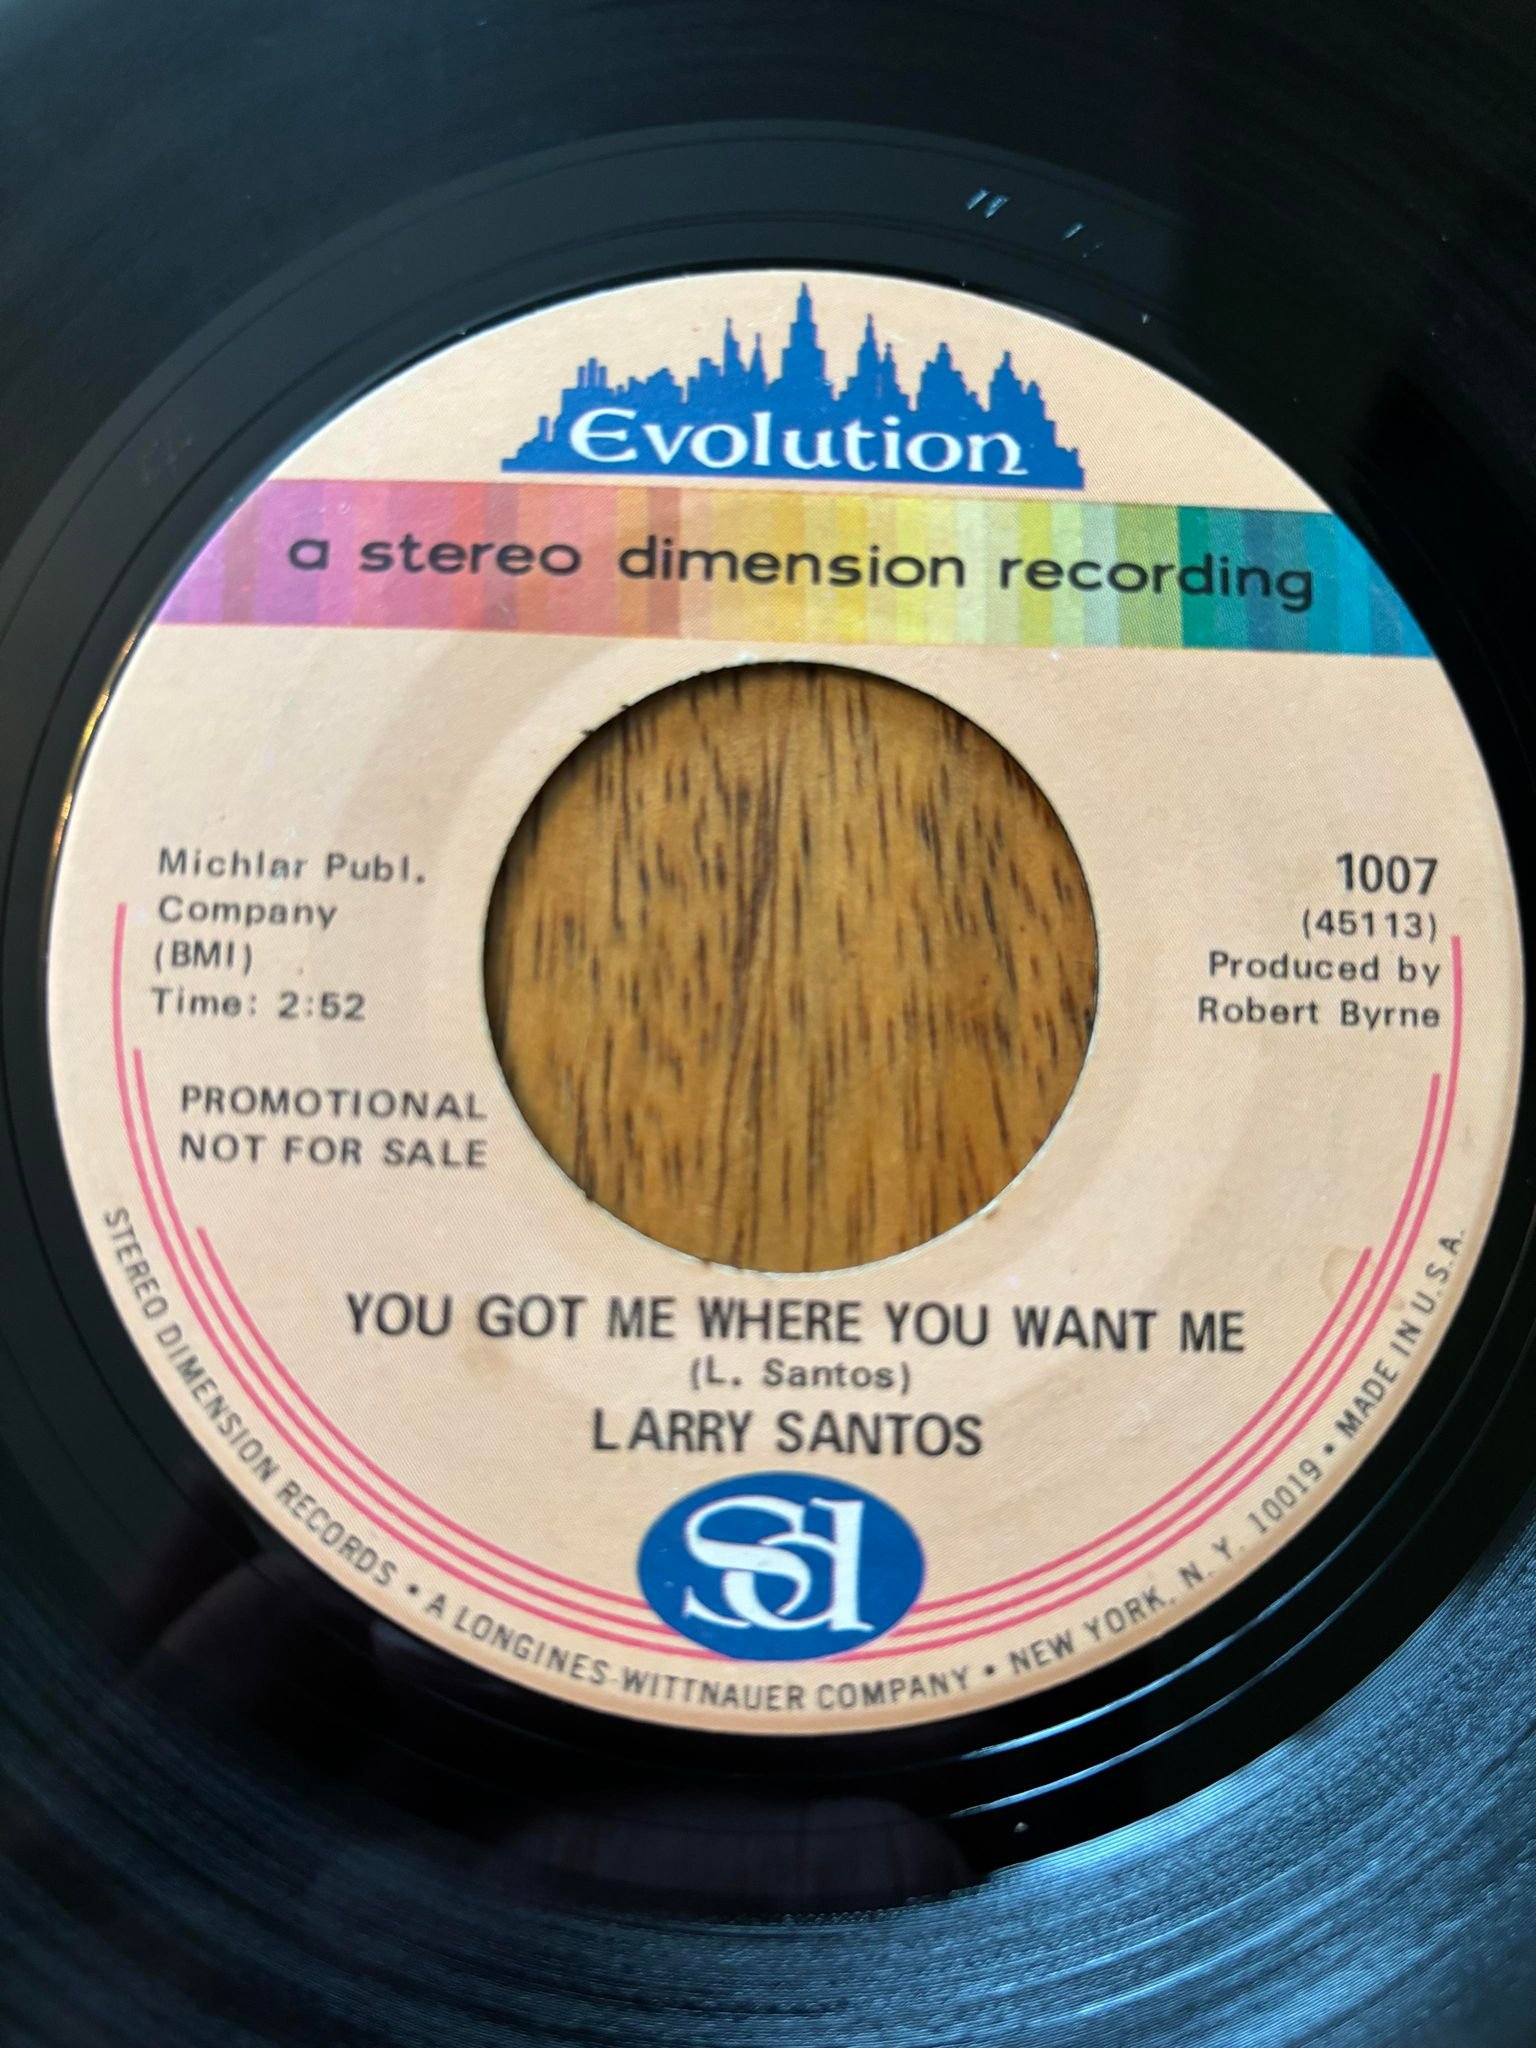 Evolution
a stereo dimension recording
Michlar Publ.
Company
(BMI)
Time: 2:52
PROMOTIONAL
NOT FOR SALE
1007
(45113)
Produced by
Robert Byrne
YOU GOT ME WHERE YOU WANT ME
(L. Santos)
LARRY SANTOS
Sd
STEREO DIMENSION RECORDS • A LONGINES-WITTNAUER COMPANY • NEW YORK, N. Y. 10019 • MADE IN U.S.A.